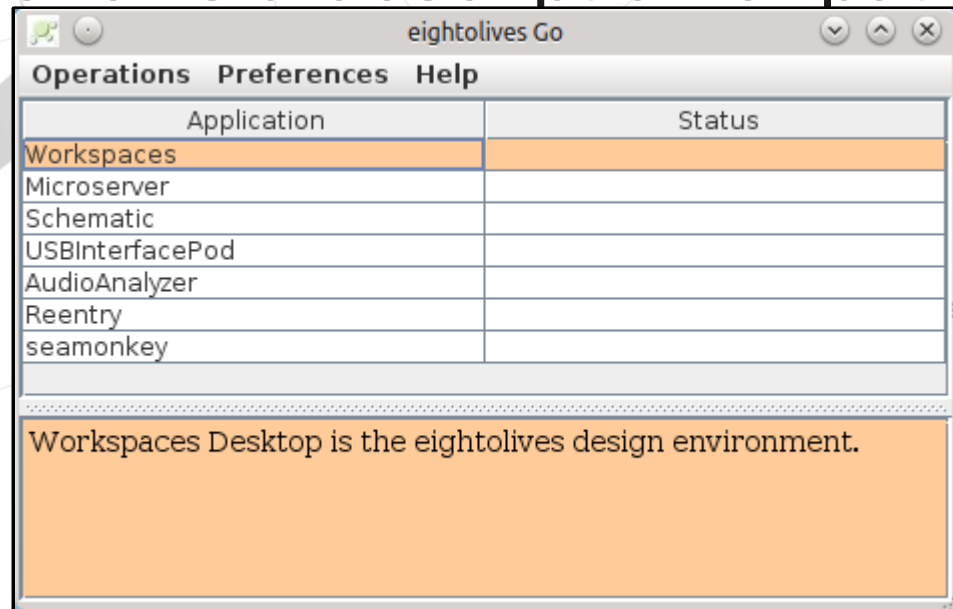 eightolives Go
Operations Preferences Help
Application Status
Workspaces
Microserver
Schematic
USBInterfacePod
AudioAnalyzer
Reentry
seamonkey
Workspaces Desktop is the eightolives design environment.